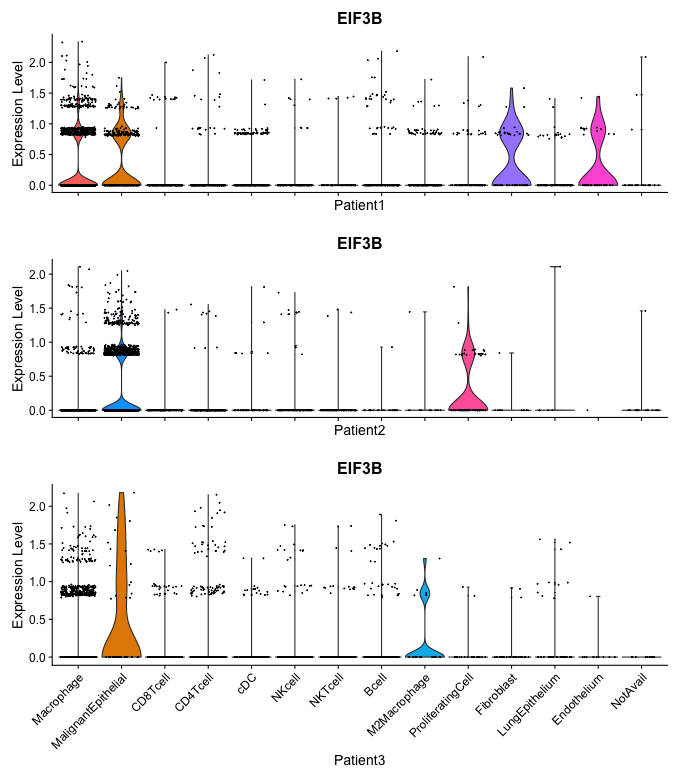 EIF3B
Expression Level
2.0
1.5
1.0
0.5
0.0
Patient1
EIF3B
Expression Level
2.0
1.5
1.0
0.5
0.0
Patient2
EIF3B
Expression Level
2.0
1.5
1.0
0.5
0.0
Macrophage
MalignantEpithelial
CD8Tcell
CD4Tcell
cDC
NKcell
NKTcell
Bcell
M2Macrophage
ProliferatingCell
Fibroblast
LungEpithelium
Endothelium
NotAvail
Patient3